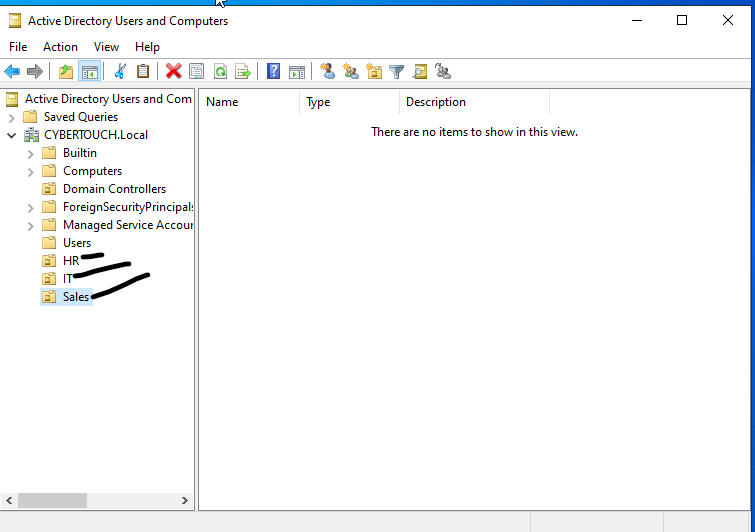 Active Directory Users and Computers
File Action View Help
Active Directory Users and Com
Saved Queries
CYBERTOUCH.Local
Builtin
Computers
Domain Controllers
ForeignSecurityPrincipals
Managed Service Accour
Users
HR
IT
Sales
Name Type Description
There are no items to show in this view.